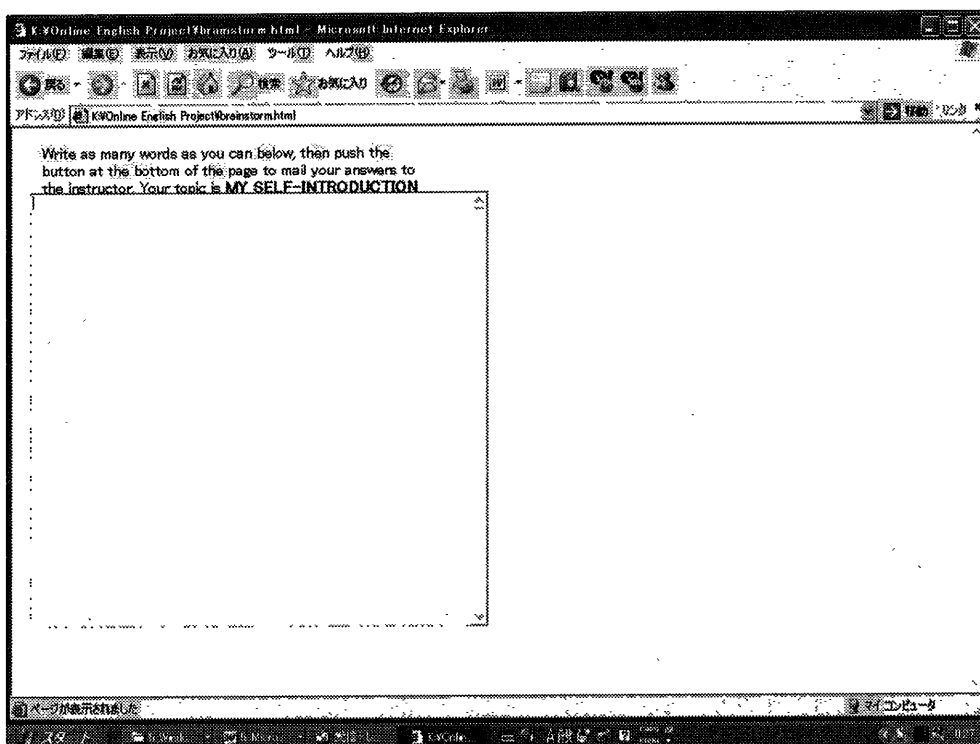 K:¥Online English Project¥brainstorm.html - Microsoft Internet Explorer
ファイル(F) 編集(E) 表示(V) お気に入り(A) ツール(T) ヘルプ(H)
戻る 検索 お気に入り
アドレス(D) K:¥Online English Project¥brainstorm.html 移動 リンク
Write as many words as you can below, then push the
button at the bottom of the page to mail your answers to
the instructor. Your topic is MY SELF-INTRODUCTION
ページが表示されました マイ コンピュータ
スタート